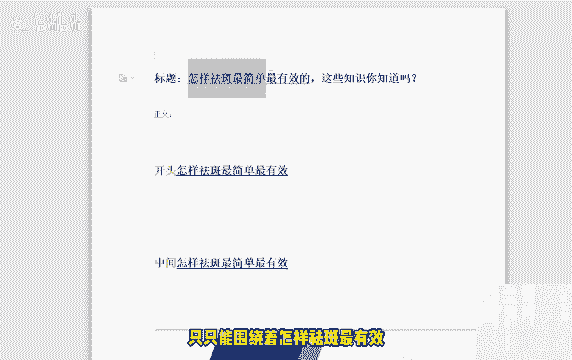 标题：怎样祛斑最简单最有效的，这些知识你知道吗？
正文：
开头怎样祛斑最简单最有效
中间怎样祛斑最简单最有效
只只能围绕着怎样祛斑最有效